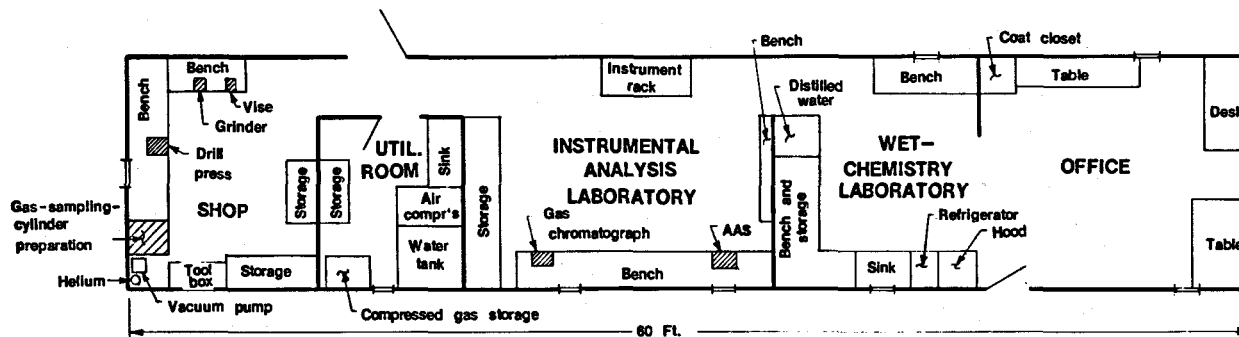 Bench
Coat closet
Bench
Bench
Instrument
rack
Distilled
water
Bench
Table
Desk
Vise
Grinder
Drill
press
UTIL.
ROOM
Sink
INSTRUMENTAL
ANALYSIS
LABORATORY
WET-
CHEMISTRY
LABORATORY
OFFICE
Storage
Storage
Storage
Bench and
storage
Gas-sampling-
cylinder
preparation
SHOP
Air
compr's
Gas
chromatograph
AAS
Refrigerator
Hood
Table
Water
tank
Helium
Tool
box
Storage
Bench
Sink
Vacuum pump
Compressed gas storage
60 Ft.